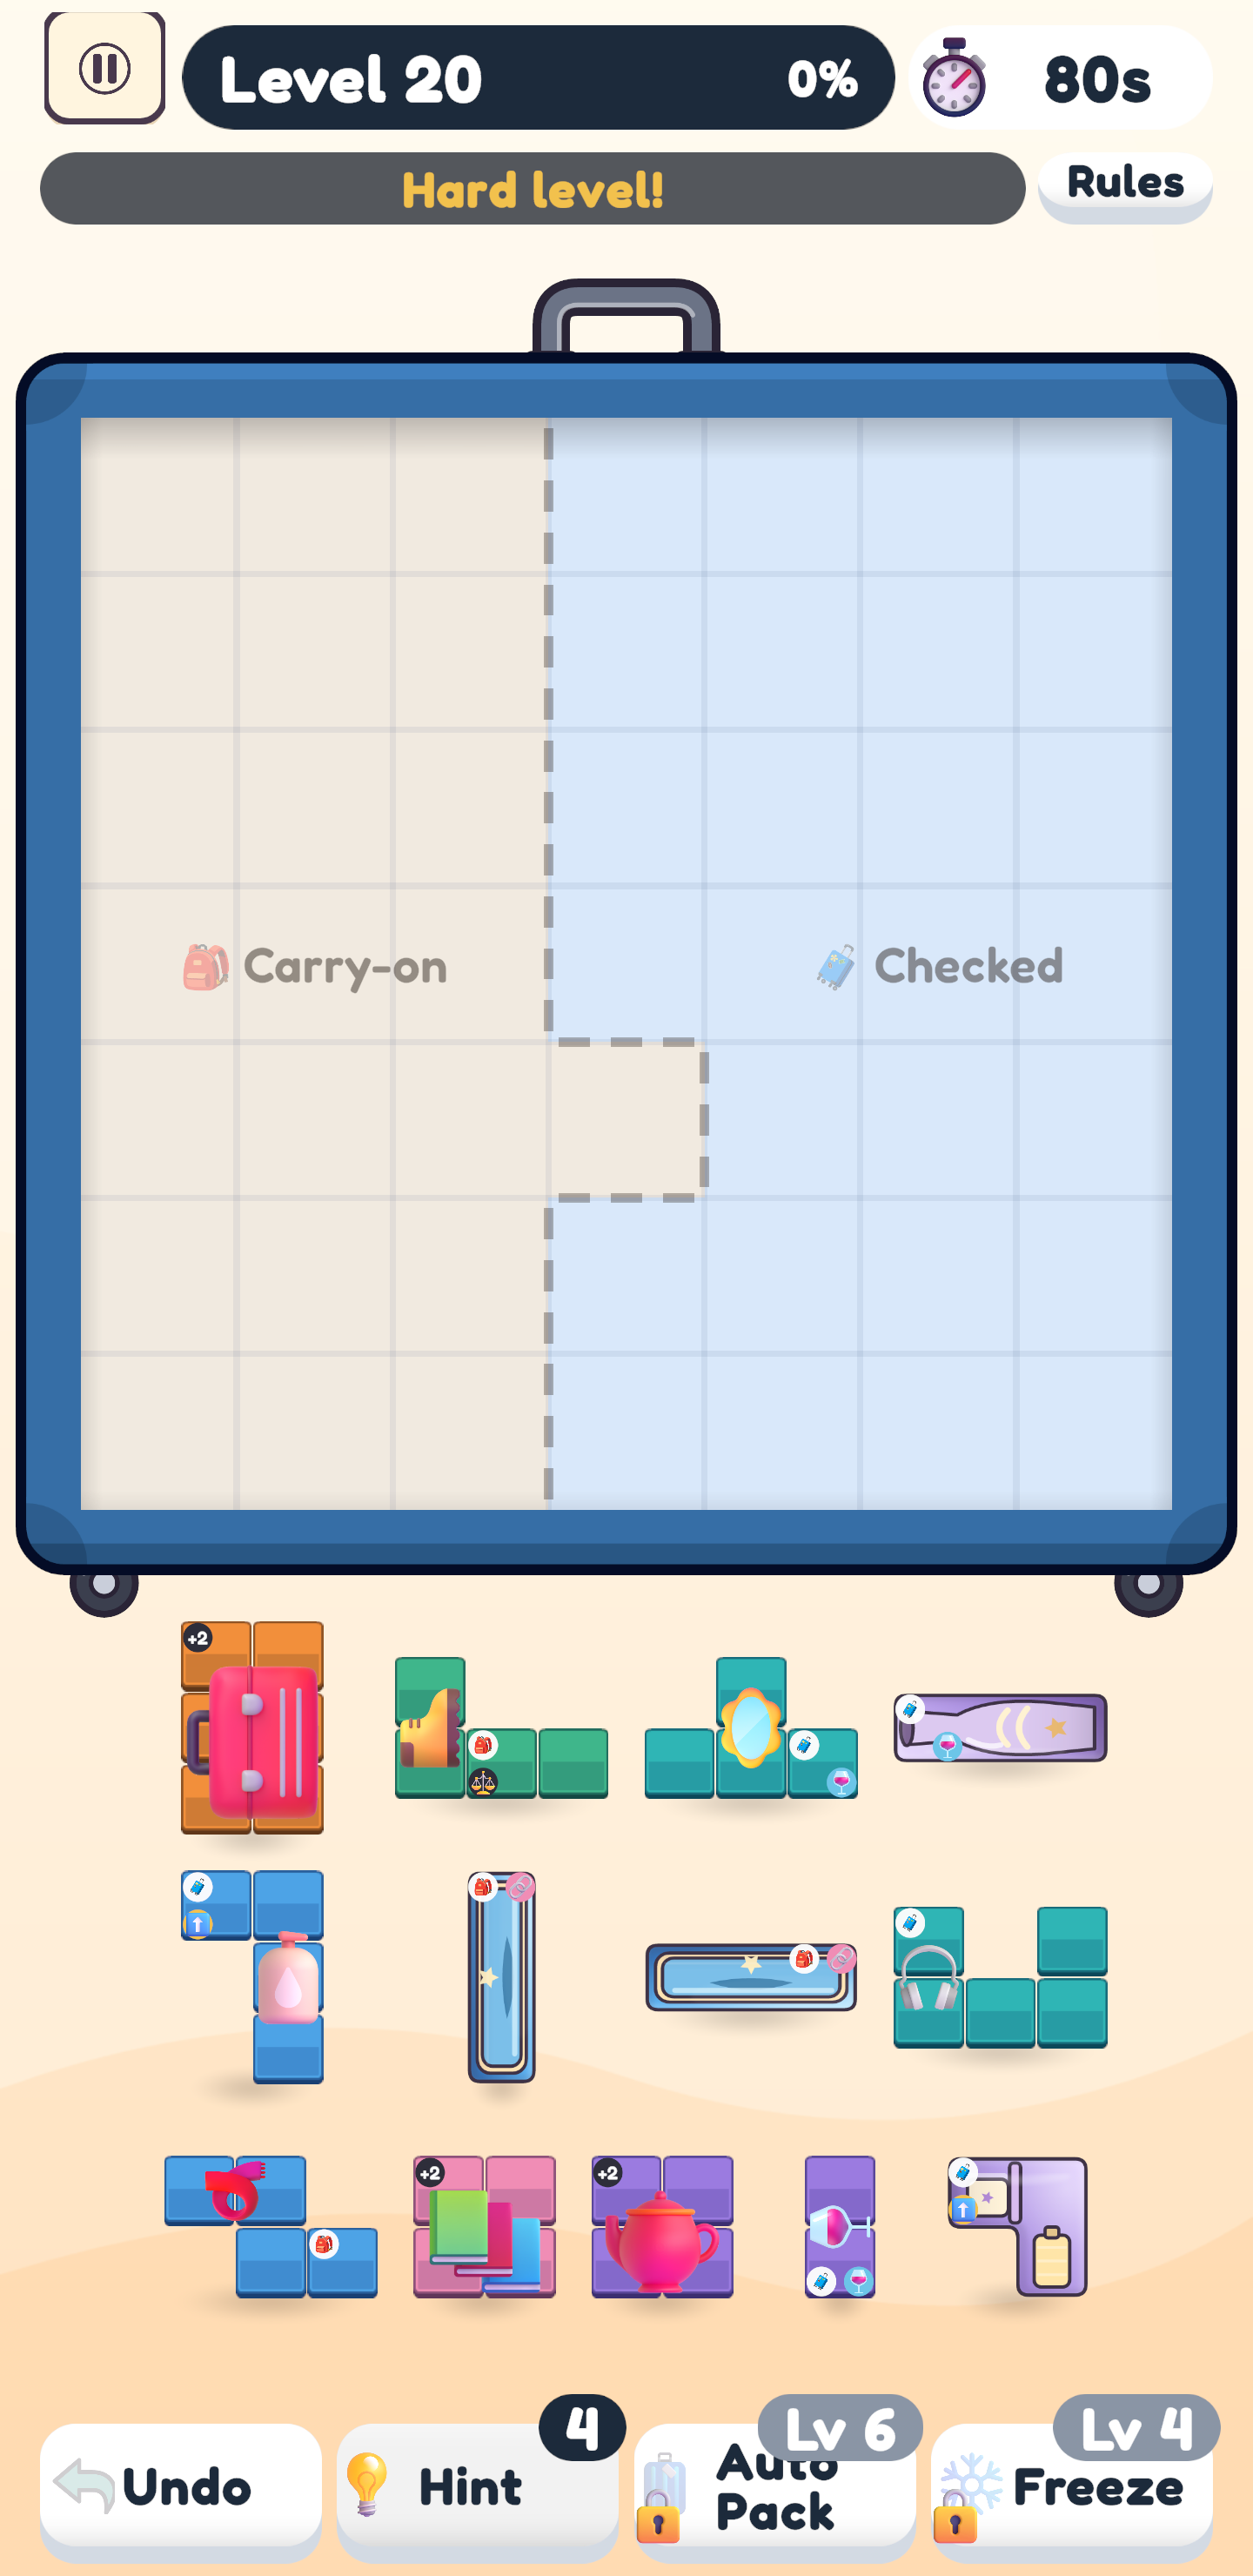 Level 20 0% 80s
Hard level!
Rules
Carry-on
Checked
+2
+2
+2
4
Lv 6
Lv 4
Undo
Hint
Auto
Pack
Freeze